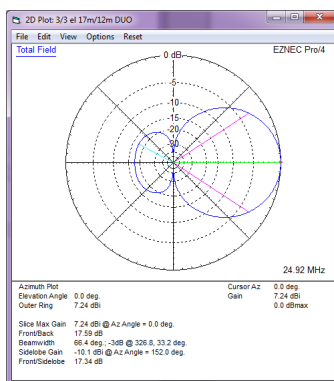 2D Plot: 3/3 el 17m/12m DUO
File Edit View Options Reset
Total Field
EZNEC Pro/4
0 dB
-5
-10
-15
-20
-30
24.92 MHz
Azimuth Plot
Elevation Angle 0.0 deg.
Outer Ring 7.24 dBi
Cursor Az 0.0 deg.
Gain 7.24 dBi
0.0 dBmax
Slice Max Gain 7.24 dBi @ Az Angle = 0.0 deg.
Front/Back 17.59 dB
Beamwidth 66.4 deg.; -3dB @ 326.8, 33.2 deg.
Sidelobe Gain -10.1 dBi @ Az Angle = 152.0 deg.
Front/Sidelobe 17.34 dB